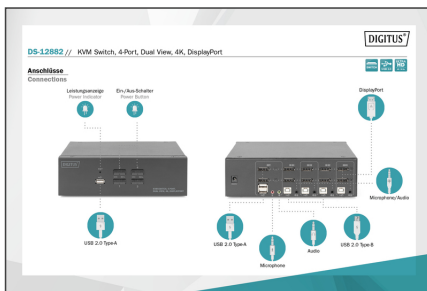 DIGITUS®
DS-12882 // KVM Switch, 4-Port, Dual View, 4K, DisplayPort
Anschlüsse
Connections
Leistungsanzeige
Power Indicator
Ein-/Aus-Schalter
Power Button
DisplayPort
DIGITUS
Microphone/Audio
USB 2.0 Type-A
USB 2.0 Type-A
Microphone
Audio
USB 2.0 Type-B